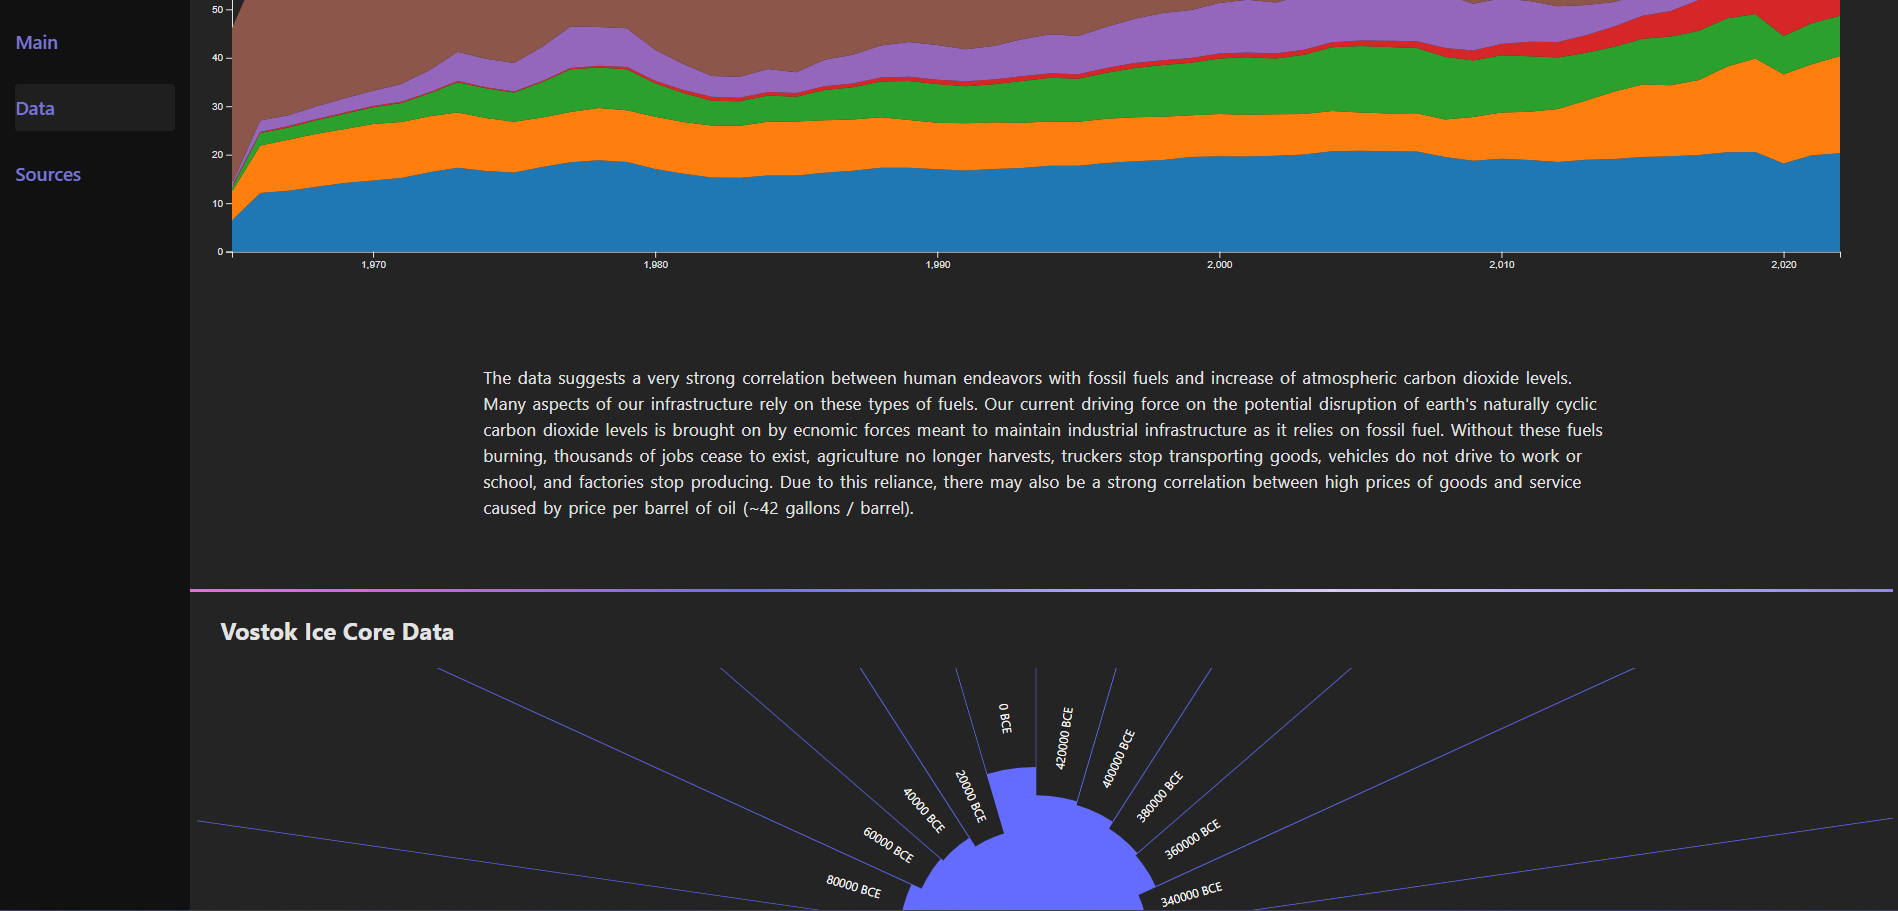 Main
Data
Sources
50
40
30
20
10
0
1,970
1,980
1,990
2,000
2,010
2,020
The data suggests a very strong correlation between human endeavors with fossil fuels and increase of atmospheric carbon dioxide levels.
Many aspects of our infrastructure rely on these types of fuels. Our current driving force on the potential disruption of earth's naturally cyclic
carbon dioxide levels is brought on by ecnomic forces meant to maintain industrial infrastructure as it relies on fossil fuel. Without these fuels
burning, thousands of jobs cease to exist, agriculture no longer harvests, truckers stop transporting goods, vehicles do not drive to work or
school, and factories stop producing. Due to this reliance, there may also be a strong correlation between high prices of goods and service
caused by price per barrel of oil (~42 gallons / barrel).
Vostok Ice Core Data
0 BCE
420000 BCE
400000 BCE
20000 BCE
380000 BCE
40000 BCE
360000 BCE
60000 BCE
80000 BCE
340000 BCE